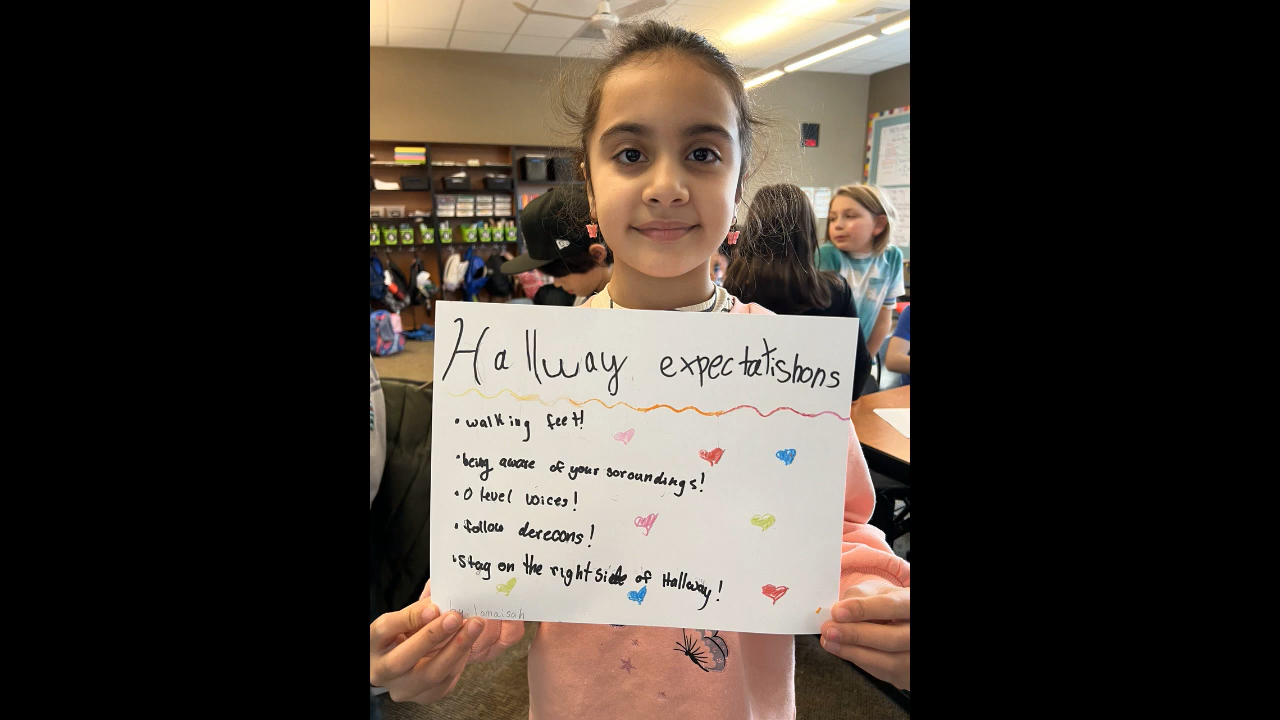 Hallway expectatishons
• walking feet!
• being aware of your soroundings!
• 0 level voices!
• follow derecons!
• Stay on the right side of Hallway!